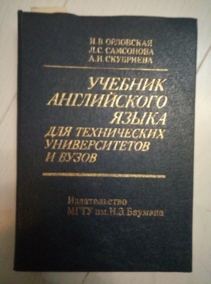 И.В. ОРЛОВСКАЯ
Л.С. САМСОНОВА
А.И. СКУБРИЕВА
УЧЕБНИК
АНГЛИЙСКОГО
ЯЗЫКА
ДЛЯ ТЕХНИЧЕСКИХ
УНИВЕРСИТЕТОВ
И ВУЗОВ
Издательство
МГТУ им. Н.Э. Баумана